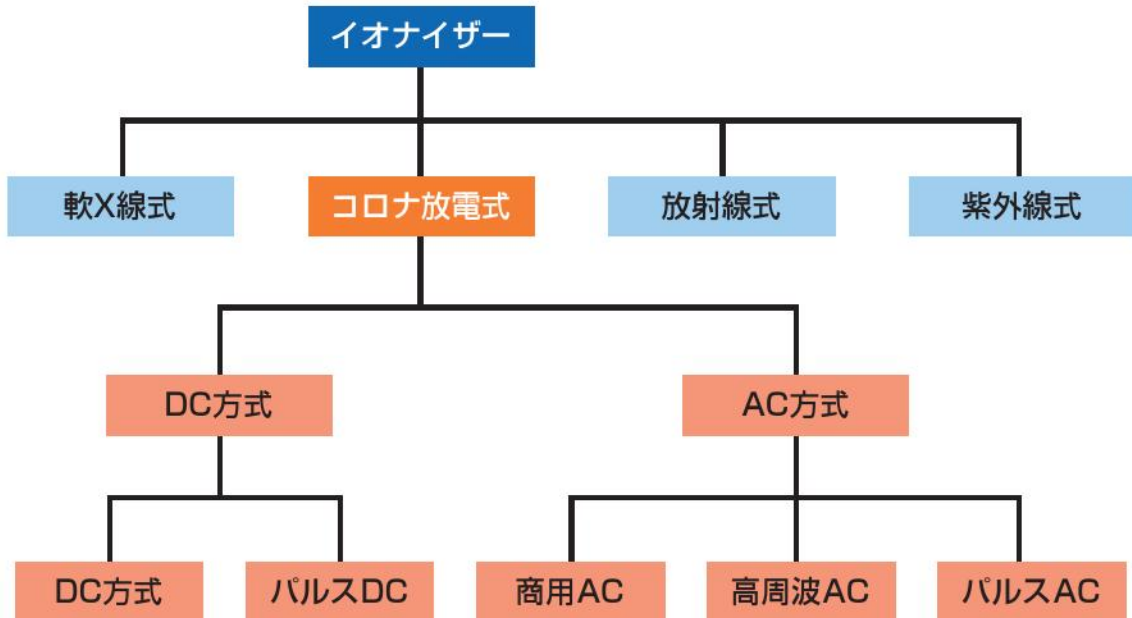 イオナイザー
軟X線式
コロナ放電式
放射線式
紫外線式
DC方式
AC方式
DC方式
パルスDC
商用AC
高周波AC
パルスAC